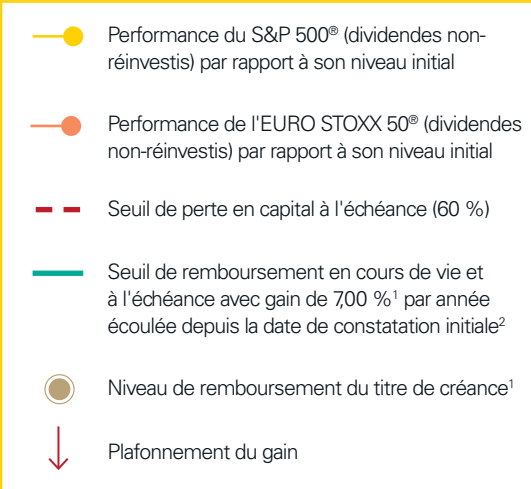 Performance du S&P 500® (dividendes non-
réinvestis) par rapport à son niveau initial
Performance de l'EURO STOXX 50® (dividendes
non-réinvestis) par rapport à son niveau initial
Seuil de perte en capital à l'échéance (60 %)
Seuil de remboursement en cours de vie et
à l'échéance avec gain de 7,00 %¹ par année
écoulée depuis la date de constatation initiale²
Niveau de remboursement du titre de créance¹
Plafonnement du gain